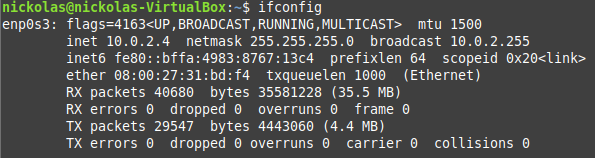 nickolas@nickolas-VirtualBox:~$ ifconfig
enp0s3: flags=4163<UP,BROADCAST,RUNNING,MULTICAST>  mtu 1500
        inet 10.0.2.4  netmask 255.255.255.0  broadcast 10.0.2.255
        inet6 fe80::bffa:4983:8767:13c4  prefixlen 64  scopeid 0x20<link>
        ether 08:00:27:31:bd:f4  txqueuelen 1000  (Ethernet)
        RX packets 40680  bytes 35581228 (35.5 MB)
        RX errors 0  dropped 0  overruns 0  frame 0
        TX packets 29547  bytes 4443060 (4.4 MB)
        TX errors 0  dropped 0 overruns 0  carrier 0  collisions 0